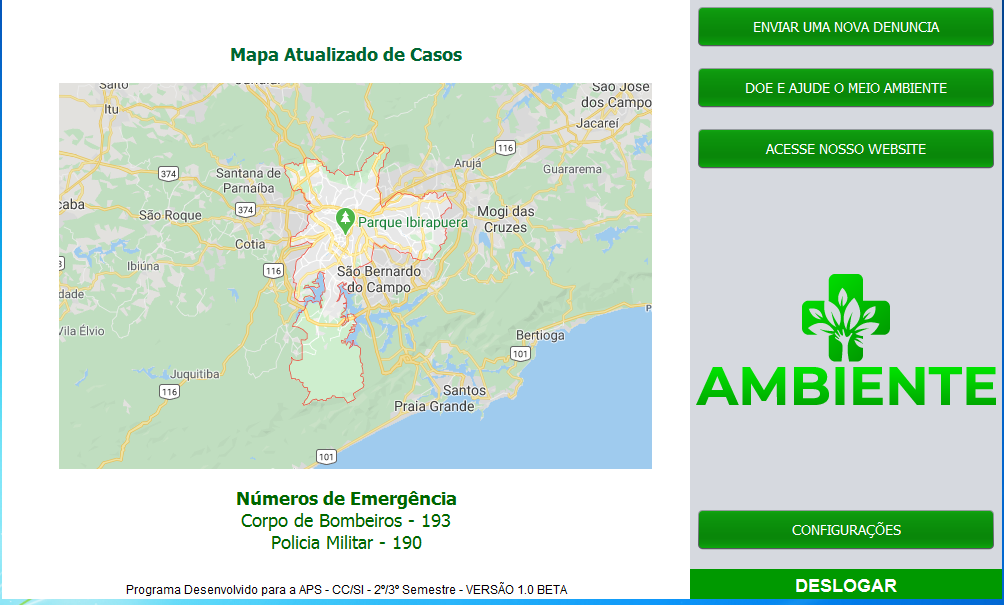 Mapa Atualizado de Casos
Salto
Itu
São José
dos Campo
Jacareí
116
Arujá
Guararema
374
Santana de
Parnaíba
caba
São Roque
374
Mogi das
Cruzes
Parque Ibirapuera
Cotia
Ibiúna
116
São Bernardo
do Campo
dade
Vila Élvio
Bertioga
101
Juquitiba
116
Santos
Praia Grande
101
Números de Emergência
Corpo de Bombeiros - 193
Policia Militar - 190
Programa Desenvolvido para a APS - CC/SI - 2º/3º Semestre - VERSÃO 1.0 BETA
ENVIAR UMA NOVA DENUNCIA
DOE E AJUDE O MEIO AMBIENTE
ACESSE NOSSO WEBSITE
AMBIENTE
CONFIGURAÇÕES
DESLOGAR